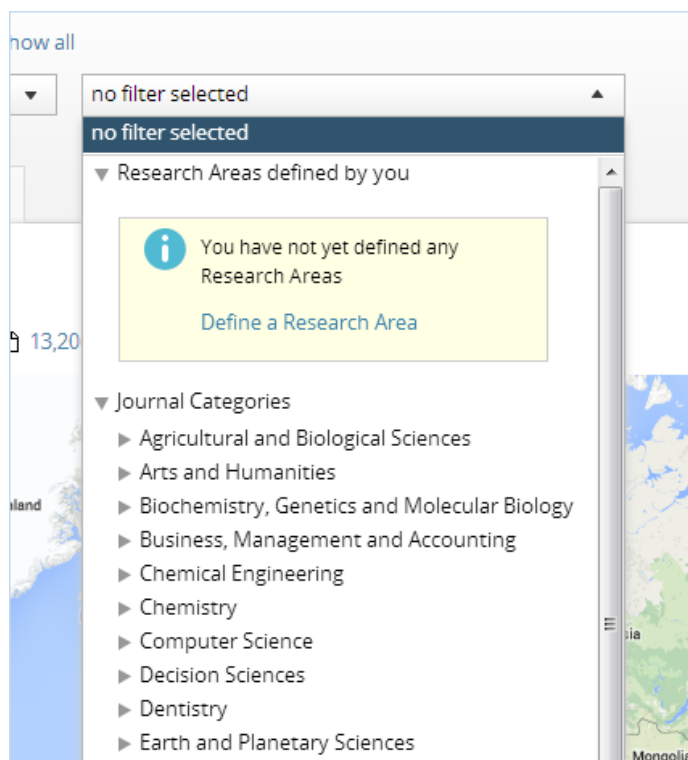 how all
no filter selected
no filter selected
Research Areas defined by you
You have not yet defined any
Research Areas
Define a Research Area
13,20
Journal Categories
Agricultural and Biological Sciences
Arts and Humanities
land
Biochemistry, Genetics and Molecular Biology
Business, Management and Accounting
Chemical Engineering
Chemistry
Computer Science
sia
Decision Sciences
Dentistry
Earth and Planetary Sciences
Mongolia